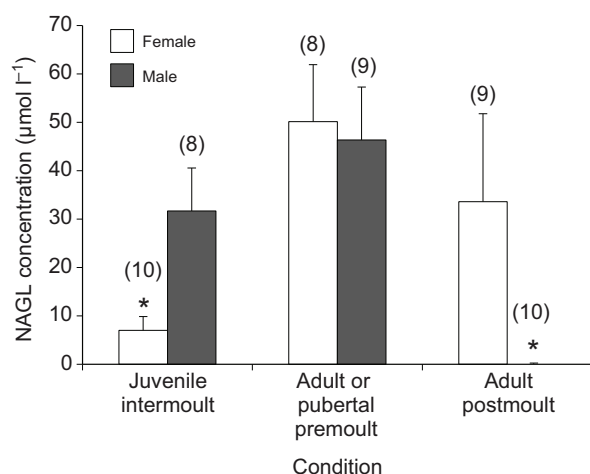 70
60
50
40
30
20
10
0
NAGL concentration (µmol l⁻¹)
Female
Male
(10)
*
(8)
(8)
(9)
(9)
(10)
*
Juvenile
intermoult
Adult or
pubertal
premoult
Adult
postmoult
Condition